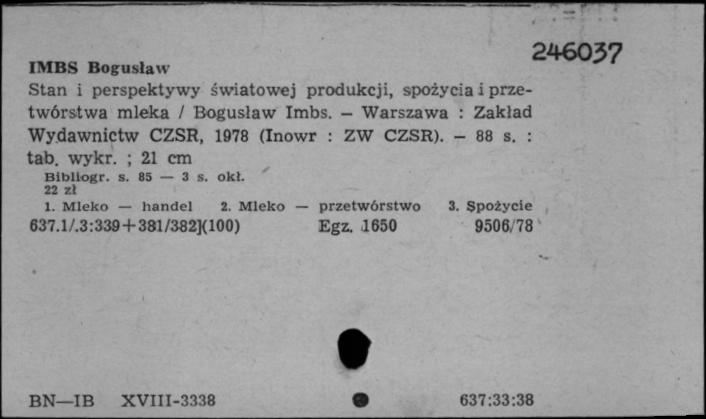 246037
IMBS Bogusław
Stan i perspektywy światowej produkcji, spożycia i prze-
twórstwa mleka / Bogusław Imbs. — Warszawa : Zakład
Wydawnictw CZSR, 1978 (Inowr : ZW CZSR). — 88 s. :
tab. wykr. ; 21 cm
Bibliogr. s. 85 — 3 s. okł.
22 zł
1. Mleko — handel 2. Mleko — przetwórstwo 3. Spożycie
637.1/.3:339+381/382](100) Egz. 1650 9506/78
BN—IB XVIII-3338 637:33:38